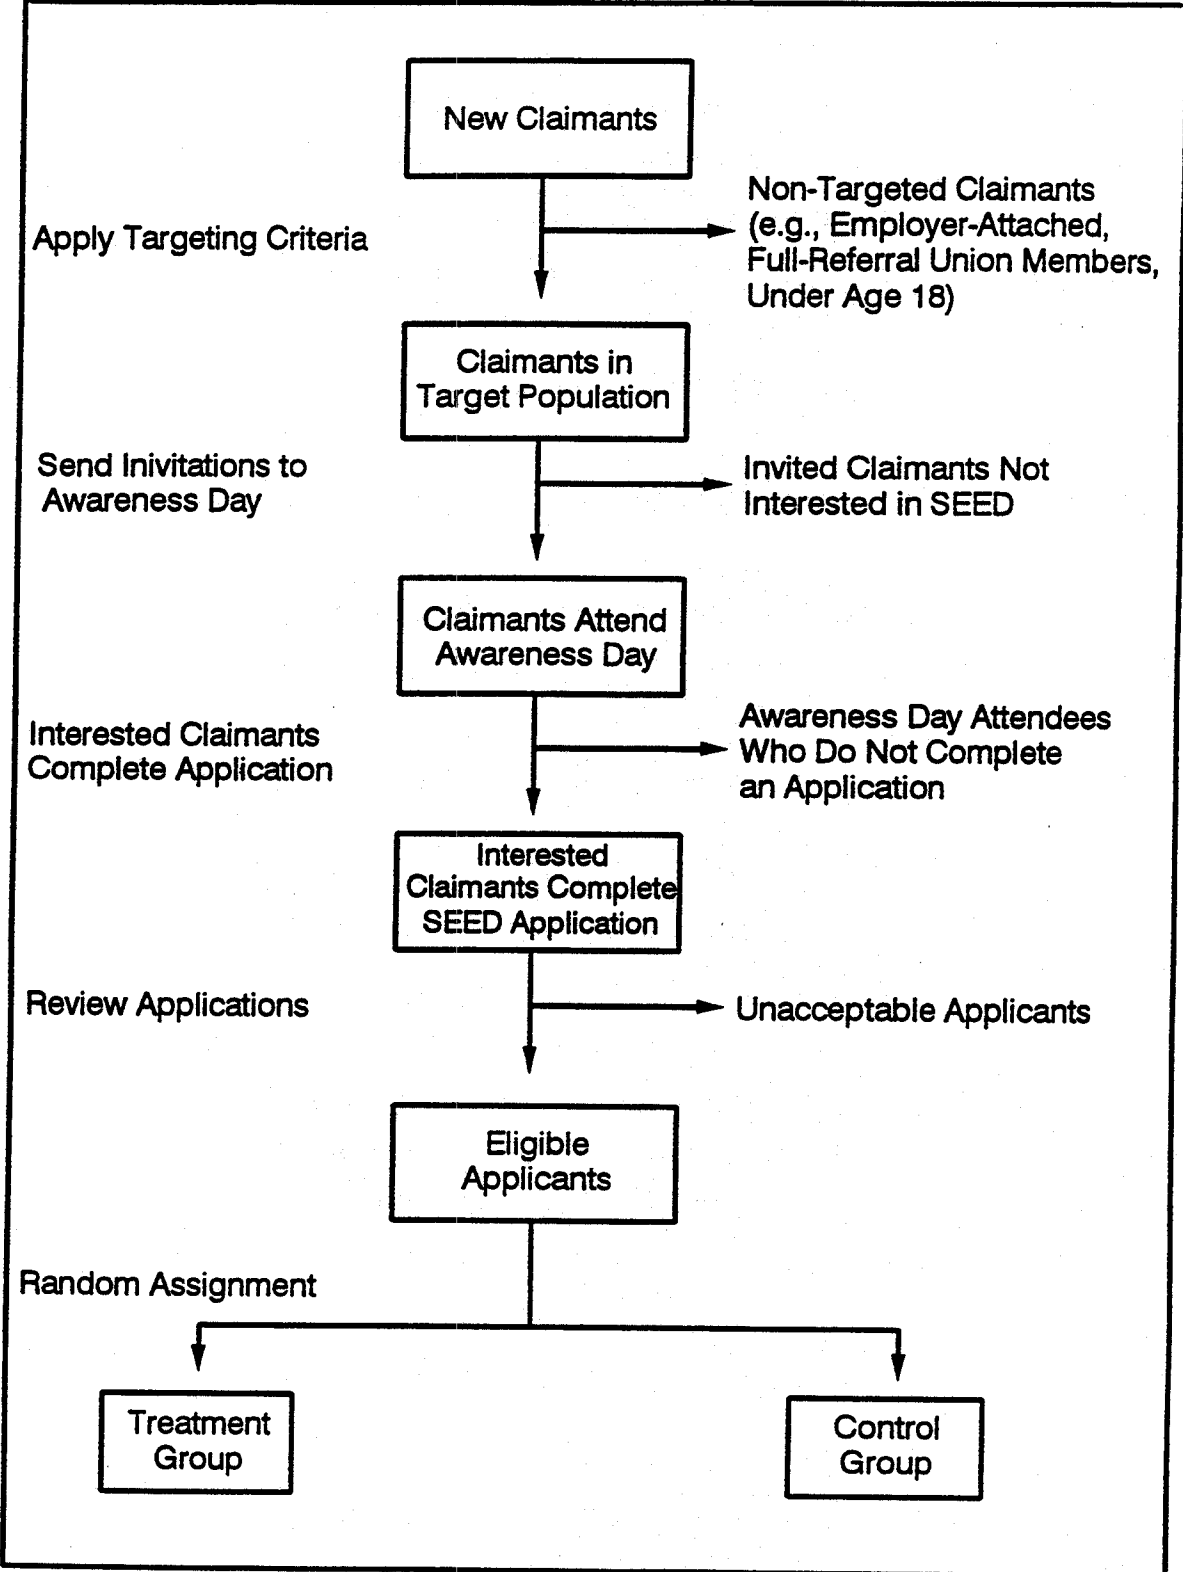 New Claimants
Apply Targeting Criteria
Non-Targeted Claimants
(e.g., Employer-Attached,
Full-Referral Union Members,
Under Age 18)
Claimants in
Target Population
Send Inivitations to
Awareness Day
Invited Claimants Not
Interested in SEED
Claimants Attend
Awareness Day
Interested Claimants
Complete Application
Awareness Day Attendees
Who Do Not Complete
an Application
Interested
Claimants Complete
SEED Application
Review Applications
Unacceptable Applicants
Eligible
Applicants
Random Assignment
Treatment
Group
Control
Group